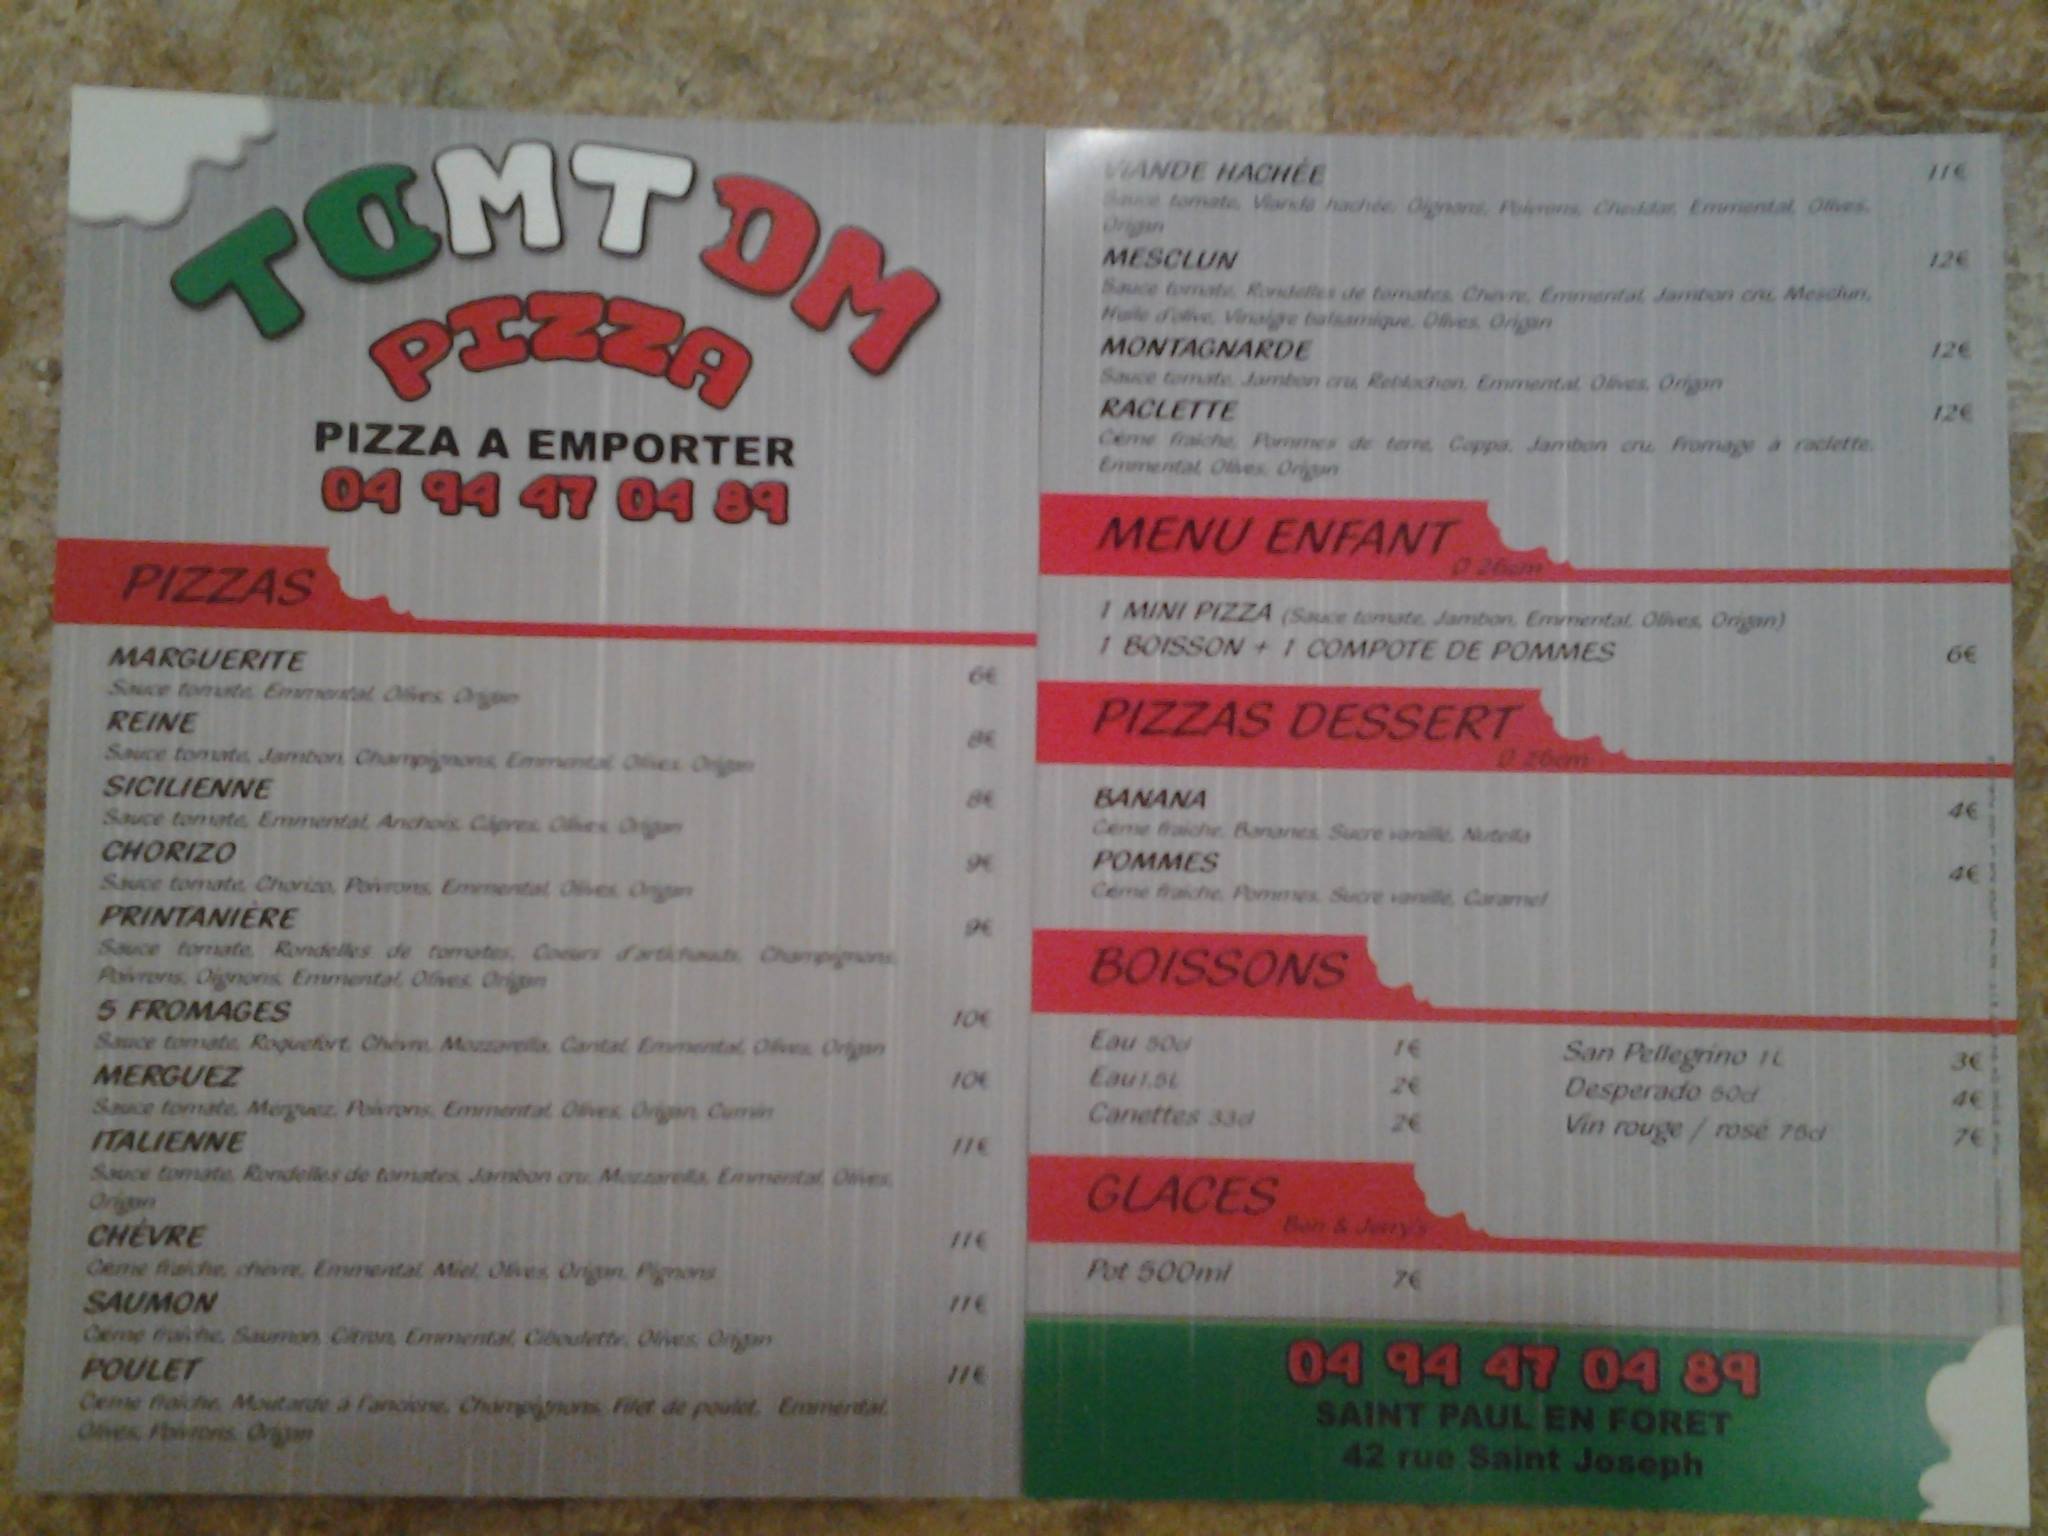 TOMTOM
PIZZA
PIZZA A EMPORTER
04 94 47 04 89
PIZZAS
MARGUERITE 6€
Sauce tomate, Emmental, Olives, Origan
REINE 8€
Sauce tomate, Jambon, Champignons, Emmental, Olives, Origan
SICILIENNE 8€
Sauce tomate, Emmental, Anchois, Câpres, Olives, Origan
CHORIZO 9€
Sauce tomate, Chorizo, Poivrons, Emmental, Olives, Origan
PRINTANIÈRE 9€
Sauce tomate, Rondelles de tomates, Coeurs d'artichauts, Champignons,
Poivrons, Oignons, Emmental, Olives, Origan
5 FROMAGES 10€
Sauce tomate, Roquefort, Chèvre, Mozzarella, Cantal, Emmental, Olives, Origan
MERGUEZ 10€
Sauce tomate, Merguez, Poivrons, Emmental, Olives, Origan, Cumin
ITALIENNE 11€
Sauce tomate, Rondelles de tomates, Jambon cru, Mozzarella, Emmental, Olives,
Origan
CHÈVRE 11€
Crème fraîche, chèvre, Emmental, Miel, Olives, Origan, Pignons
SAUMON 11€
Crème fraîche, Saumon, Citron, Emmental, Ciboulette, Olives, Origan
POULET 11€
Crème fraîche, Moutarde à l'ancienne, Champignons, Filet de poulet, Emmental,
Olives, Poivrons, Origan
VIANDE HACHÉE 11€
Sauce tomate, Viande hachée, Oignons, Poivrons, Cheddar, Emmental, Olives,
Origan
MESCLUN 12€
Sauce tomate, Rondelles de tomates, Chèvre, Emmental, Jambon cru, Mesclun,
Huile d'olive, Vinaigre balsamique, Olives, Origan
MONTAGNARDE 12€
Sauce tomate, Jambon cru, Reblochon, Emmental, Olives, Origan
RACLETTE 12€
Crème fraîche, Pommes de terre, Coppa, Jambon cru, Fromage à raclette,
Emmental, Olives, Origan
MENU ENFANT
Ø 26cm
1 MINI PIZZA (Sauce tomate, Jambon, Emmental, Olives, Origan)
1 BOISSON + 1 COMPOTE DE POMMES 6€
PIZZAS DESSERT
Ø 26cm
BANANA 4€
Crème fraîche, Bananes, Sucre vanillé, Nutella
POMMES 4€
Crème fraîche, Pommes, Sucre vanillé, Caramel
BOISSONS
Eau 50cl 1€ San Pellegrino 1L 3€
Eau 1.5L 2€ Desperado 50cl 4€
Canettes 33cl 2€ Vin rouge / rosé 75cl 7€
GLACES
Ben & Jerry's
Pot 500ml 7€
04 94 47 04 89
SAINT PAUL EN FORET
42 rue Saint Joseph